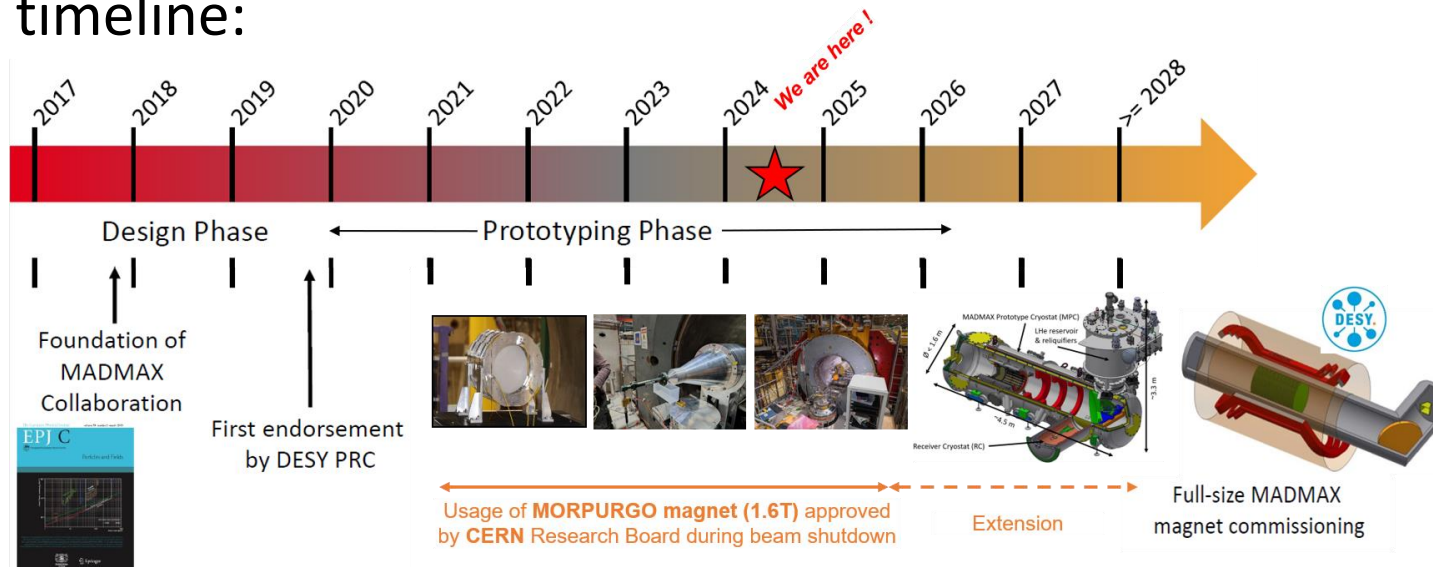 timeline:
We are here !
2017
2018
2019
2020
2021
2022
2023
2024
2025
2026
2027
>= 2028
Design Phase
Prototyping Phase
Foundation of
MADMAX
Collaboration
First endorsement
by DESY PRC
EPJ C
Particles and Fields
Springer
MADMAX Prototype Cryostat (MPC)
LHe reservoir
& reliquifiers
Ø < 1.6 m
~3.3 m
~4.5 m
Receiver Cryostat (RC)
DESY.
Usage of MORPURGO magnet (1.6T) approved
by CERN Research Board during beam shutdown
Extension
Full-size MADMAX
magnet commissioning